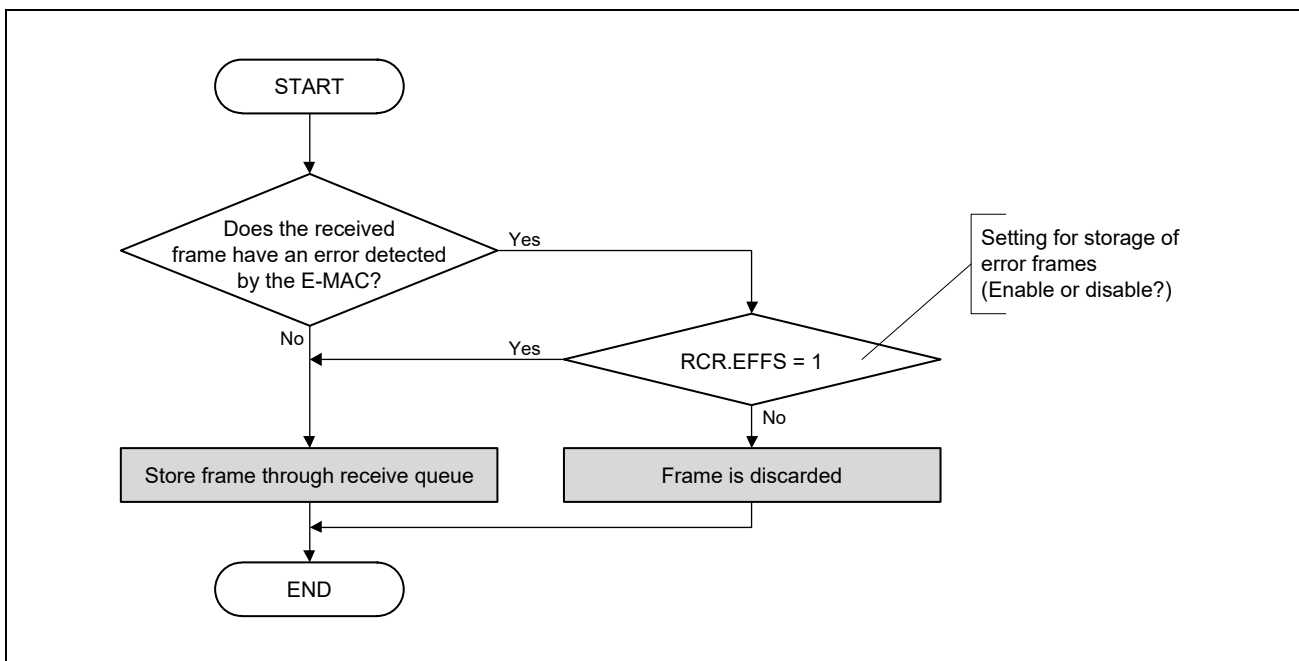 START
Does the received
frame have an error detected
by the E-MAC?
Yes
No
Setting for storage of
error frames
(Enable or disable?)
Yes
RCR.EFFS = 1
No
Store frame through receive queue
Frame is discarded
END